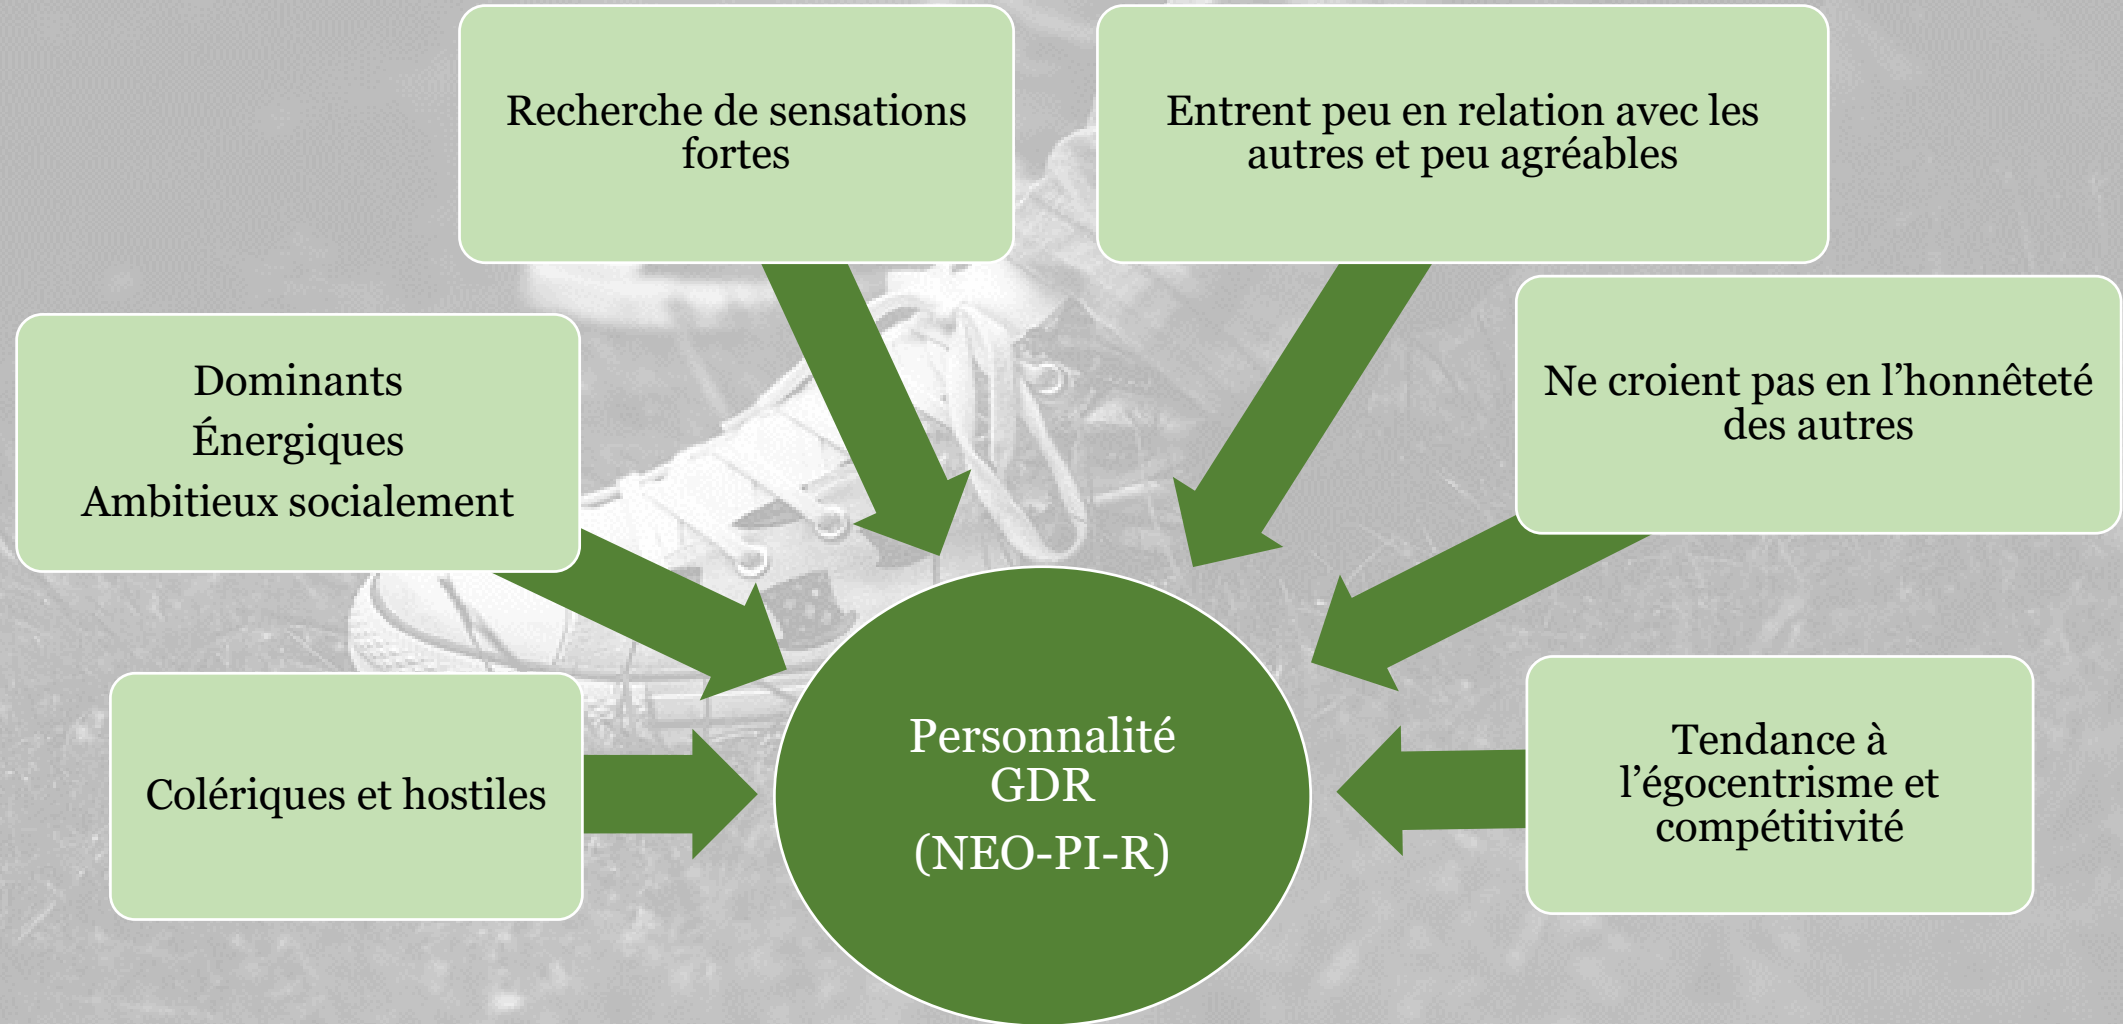 Recherche de sensations
fortes
Entrent peu en relation avec les
autres et peu agréables
Dominants
Énergiques
Ambitieux socialement
Ne croient pas en l’honnêteté
des autres
Colériques et hostiles
Personnalité
GDR
(NEO-PI-R)
Tendance à
l’égocentrisme et
compétitivité